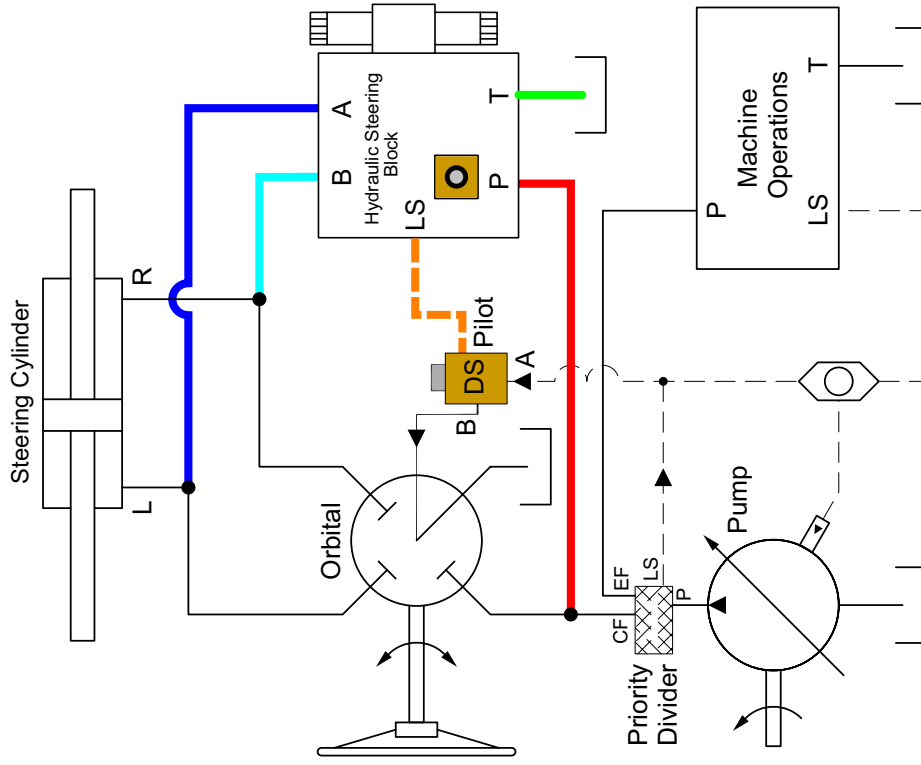 Steering Cylinder
L
R
A
B
Hydraulic Steering
Block
LS
P
T
Pilot
DS
A
B
Orbital
Machine
Operations
P
T
LS
Priority
Divider
CF
EF
LS
P
Pump